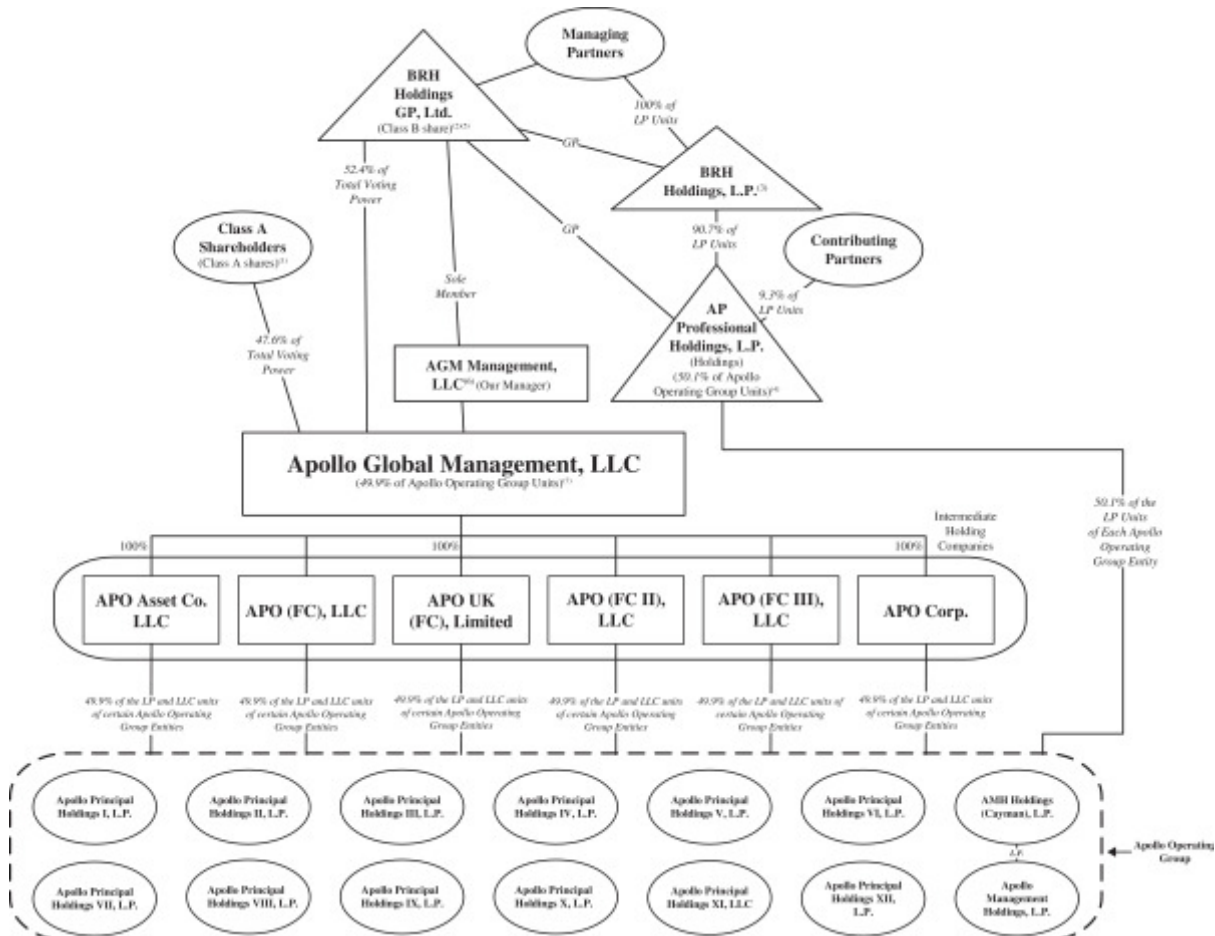 Managing
Partners
BRH
Holdings
GP, Ltd.
(Class B share)
100% of
LP Units
GP
52.4% of
Total Voting
Power
BRH
Holdings, L.P.
Class A
Shareholders
(Class A shares)
GP
90.7% of
LP Units
Contributing
Partners
Sole
Member
9.3% of
LP Units
AP
Professional
Holdings, L.P.
(Holdings)
(50.1% of Apollo
Operating Group Units)
47.6% of
Total Voting
Power
AGM Management,
LLC (Our Manager)
Apollo Global Management, LLC
(49.9% of Apollo Operating Group Units)
50.1% of the
LP Units
of Each Apollo
Operating
Group Entity
Intermediate
Holding
Companies
100%
100%
100%
APO Asset Co.
LLC
APO (FC), LLC
APO UK
(FC), Limited
APO (FC II),
LLC
APO (FC III),
LLC
APO Corp.
49.9% of the LP and LLC units
of certain Apollo Operating
Group Entities
49.9% of the LP and LLC units
of certain Apollo Operating
Group Entities
49.9% of the LP and LLC units
of certain Apollo Operating
Group Entities
49.9% of the LP and LLC units
of certain Apollo Operating
Group Entities
49.9% of the LP and LLC units of
certain Apollo Operating
Group Entities
49.9% of the LP and LLC units
of certain Apollo Operating
Group Entities
Apollo Principal
Holdings I, L.P.
Apollo Principal
Holdings II, L.P.
Apollo Principal
Holdings III, L.P.
Apollo Principal
Holdings IV, L.P.
Apollo Principal
Holdings V, L.P.
Apollo Principal
Holdings VI, L.P.
AMH Holdings
(Cayman), L.P.
L.P.
Apollo Operating
Group
Apollo Principal
Holdings VII, L.P.
Apollo Principal
Holdings VIII, L.P.
Apollo Principal
Holdings IX, L.P.
Apollo Principal
Holdings X, L.P.
Apollo Principal
Holdings XI, LLC
Apollo Principal
Holdings XII,
L.P.
Apollo
Management
Holdings, L.P.